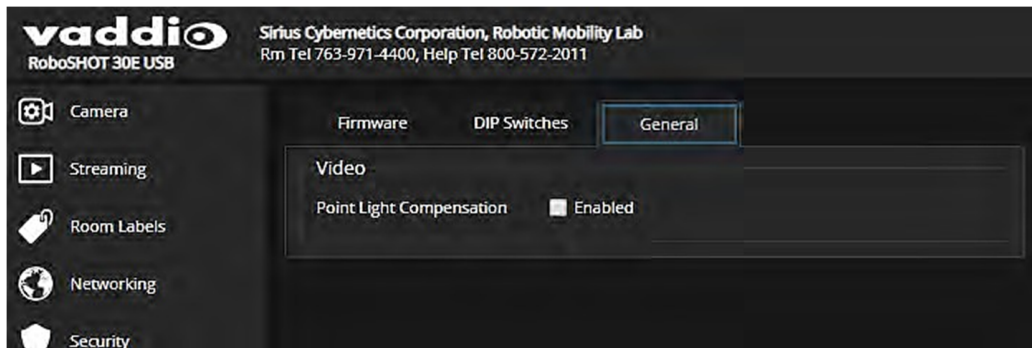 vaddio
RoboSHOT 30E USB
Sirius Cybernetics Corporation, Robotic Mobility Lab
Rm Tel 763-971-4400, Help Tel 800-572-2011
Camera
Streaming
Room Labels
Networking
Security
Firmware DIP Switches General
Video
Point Light Compensation Enabled